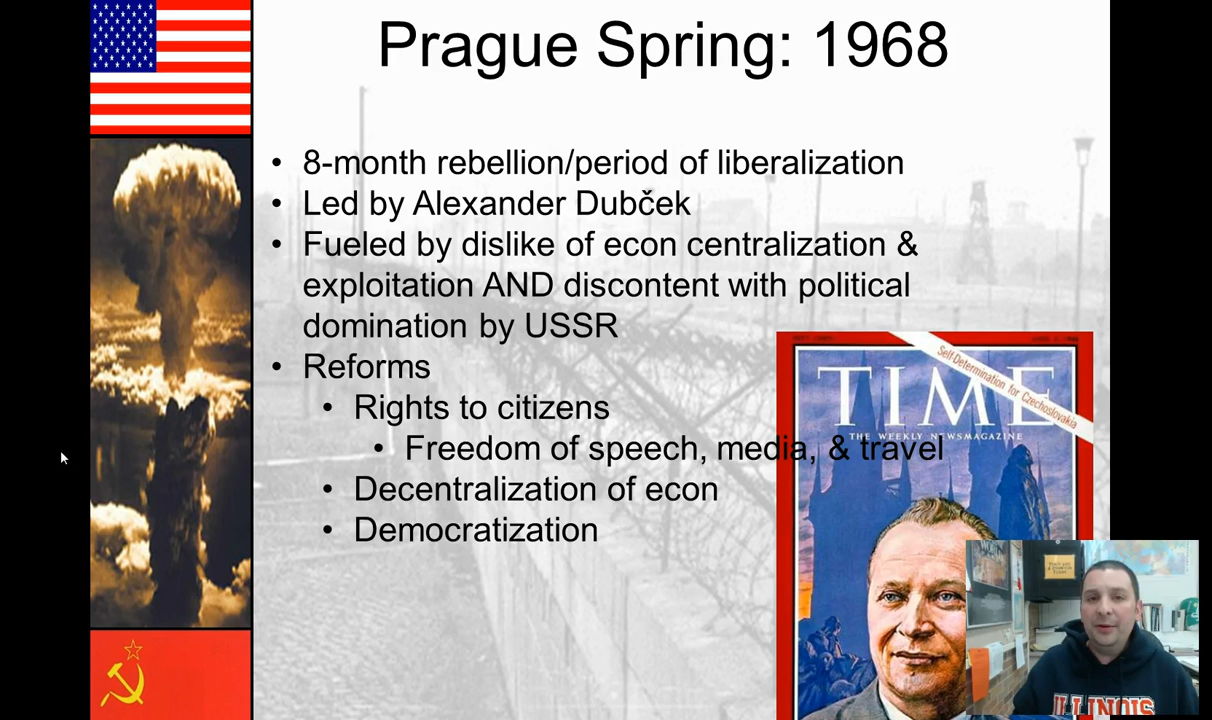 Prague Spring: 1968
• 8-month rebellion/period of liberalization
• Led by Alexander Dubček
• Fueled by dislike of econ centralization &
exploitation AND discontent with political
domination by USSR
• Reforms
• Rights to citizens
• Freedom of speech, media, & travel
• Decentralization of econ
• Democratization
Self-Determination for Czechoslovakia
TIME
THE WEEKLY NEWSMAGAZINE
ILLINOIS